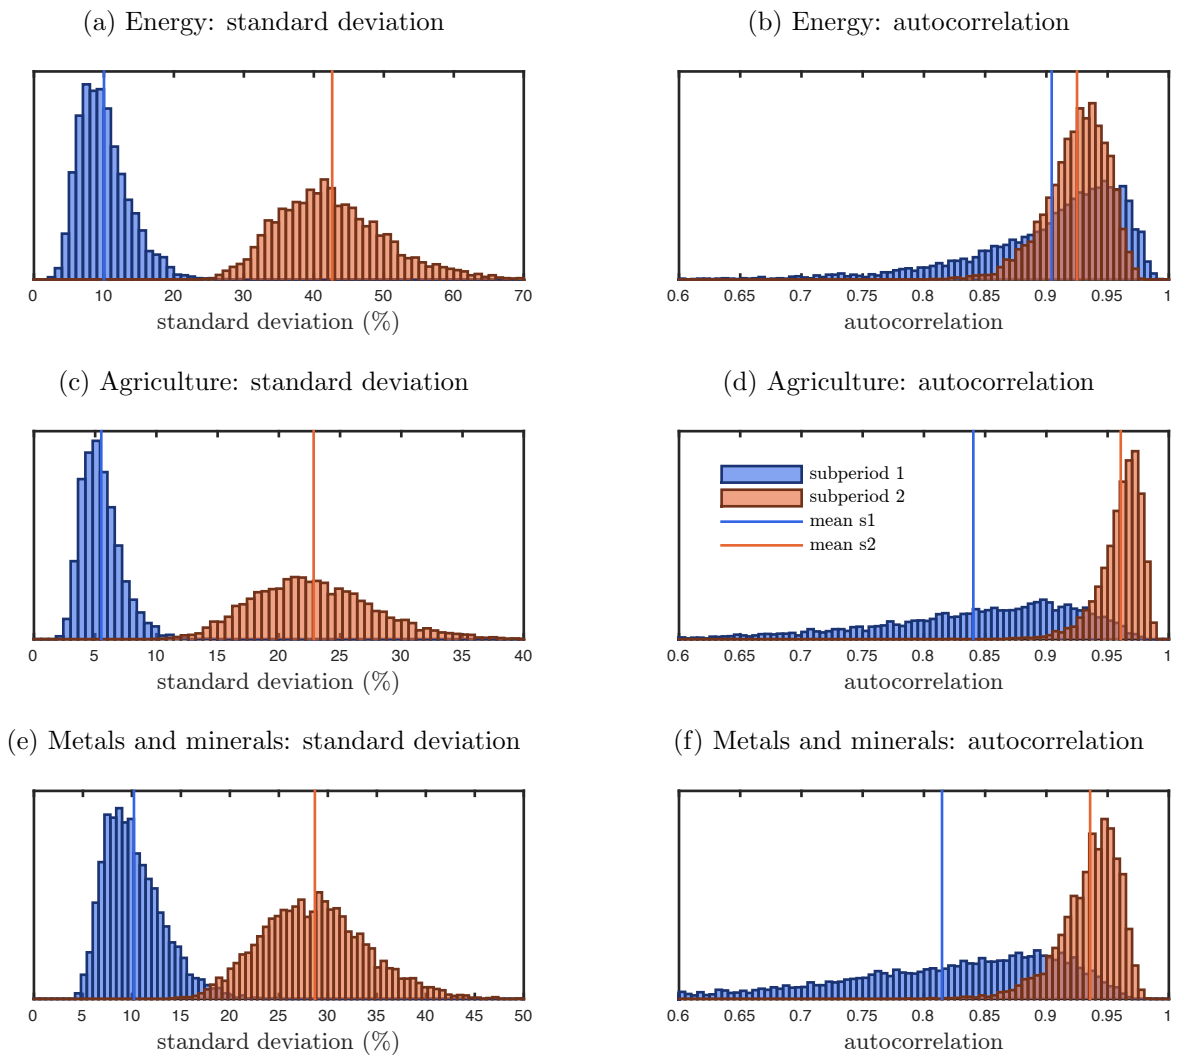 (a) Energy: standard deviation
(b) Energy: autocorrelation
0 10 20 30 40 50 60 70
standard deviation (%)
0.6 0.65 0.7 0.75 0.8 0.85 0.9 0.95 1
autocorrelation
(c) Agriculture: standard deviation
(d) Agriculture: autocorrelation
subperiod 1
subperiod 2
mean s1
mean s2
0 5 10 15 20 25 30 35 40
standard deviation (%)
0.6 0.65 0.7 0.75 0.8 0.85 0.9 0.95 1
autocorrelation
(e) Metals and minerals: standard deviation
(f) Metals and minerals: autocorrelation
0 5 10 15 20 25 30 35 40 45 50
standard deviation (%)
0.6 0.65 0.7 0.75 0.8 0.85 0.9 0.95 1
autocorrelation